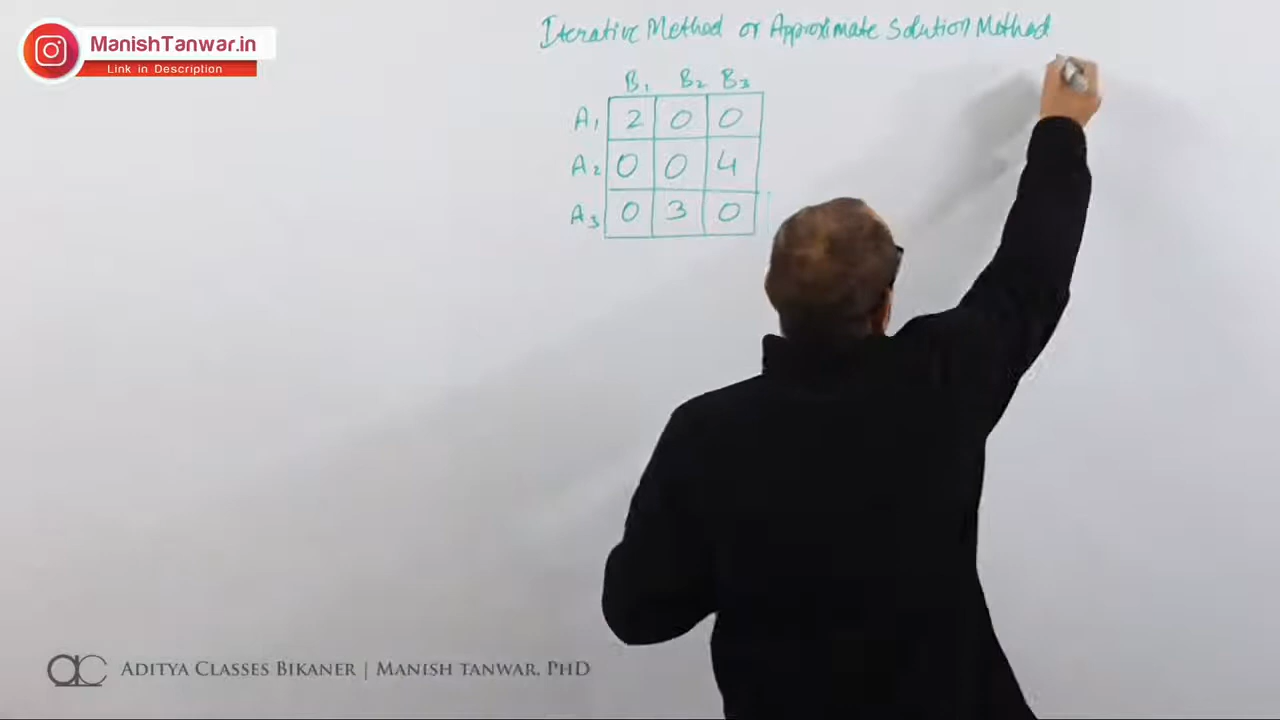 ManishTanwar.in
Link in Description
Iterative Method or Approximate Solution Method
B1 B2 B3
A1 2 0 0
A2 0 0 4
A3 0 3 0
ac ADITYA CLASSES BIKANER | MANISH TANWAR, PHD